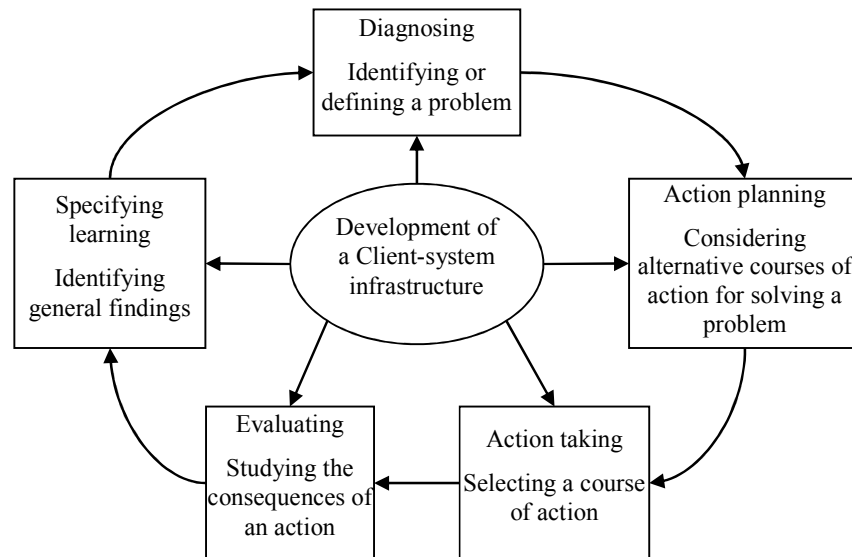 Diagnosing
Identifying or
defining a problem
Action planning
Considering
alternative courses of
action for solving a
problem
Action taking
Selecting a course
of action
Evaluating
Studying the
consequences of
an action
Specifying
learning
Identifying
general findings
Development of
a Client-system
infrastructure